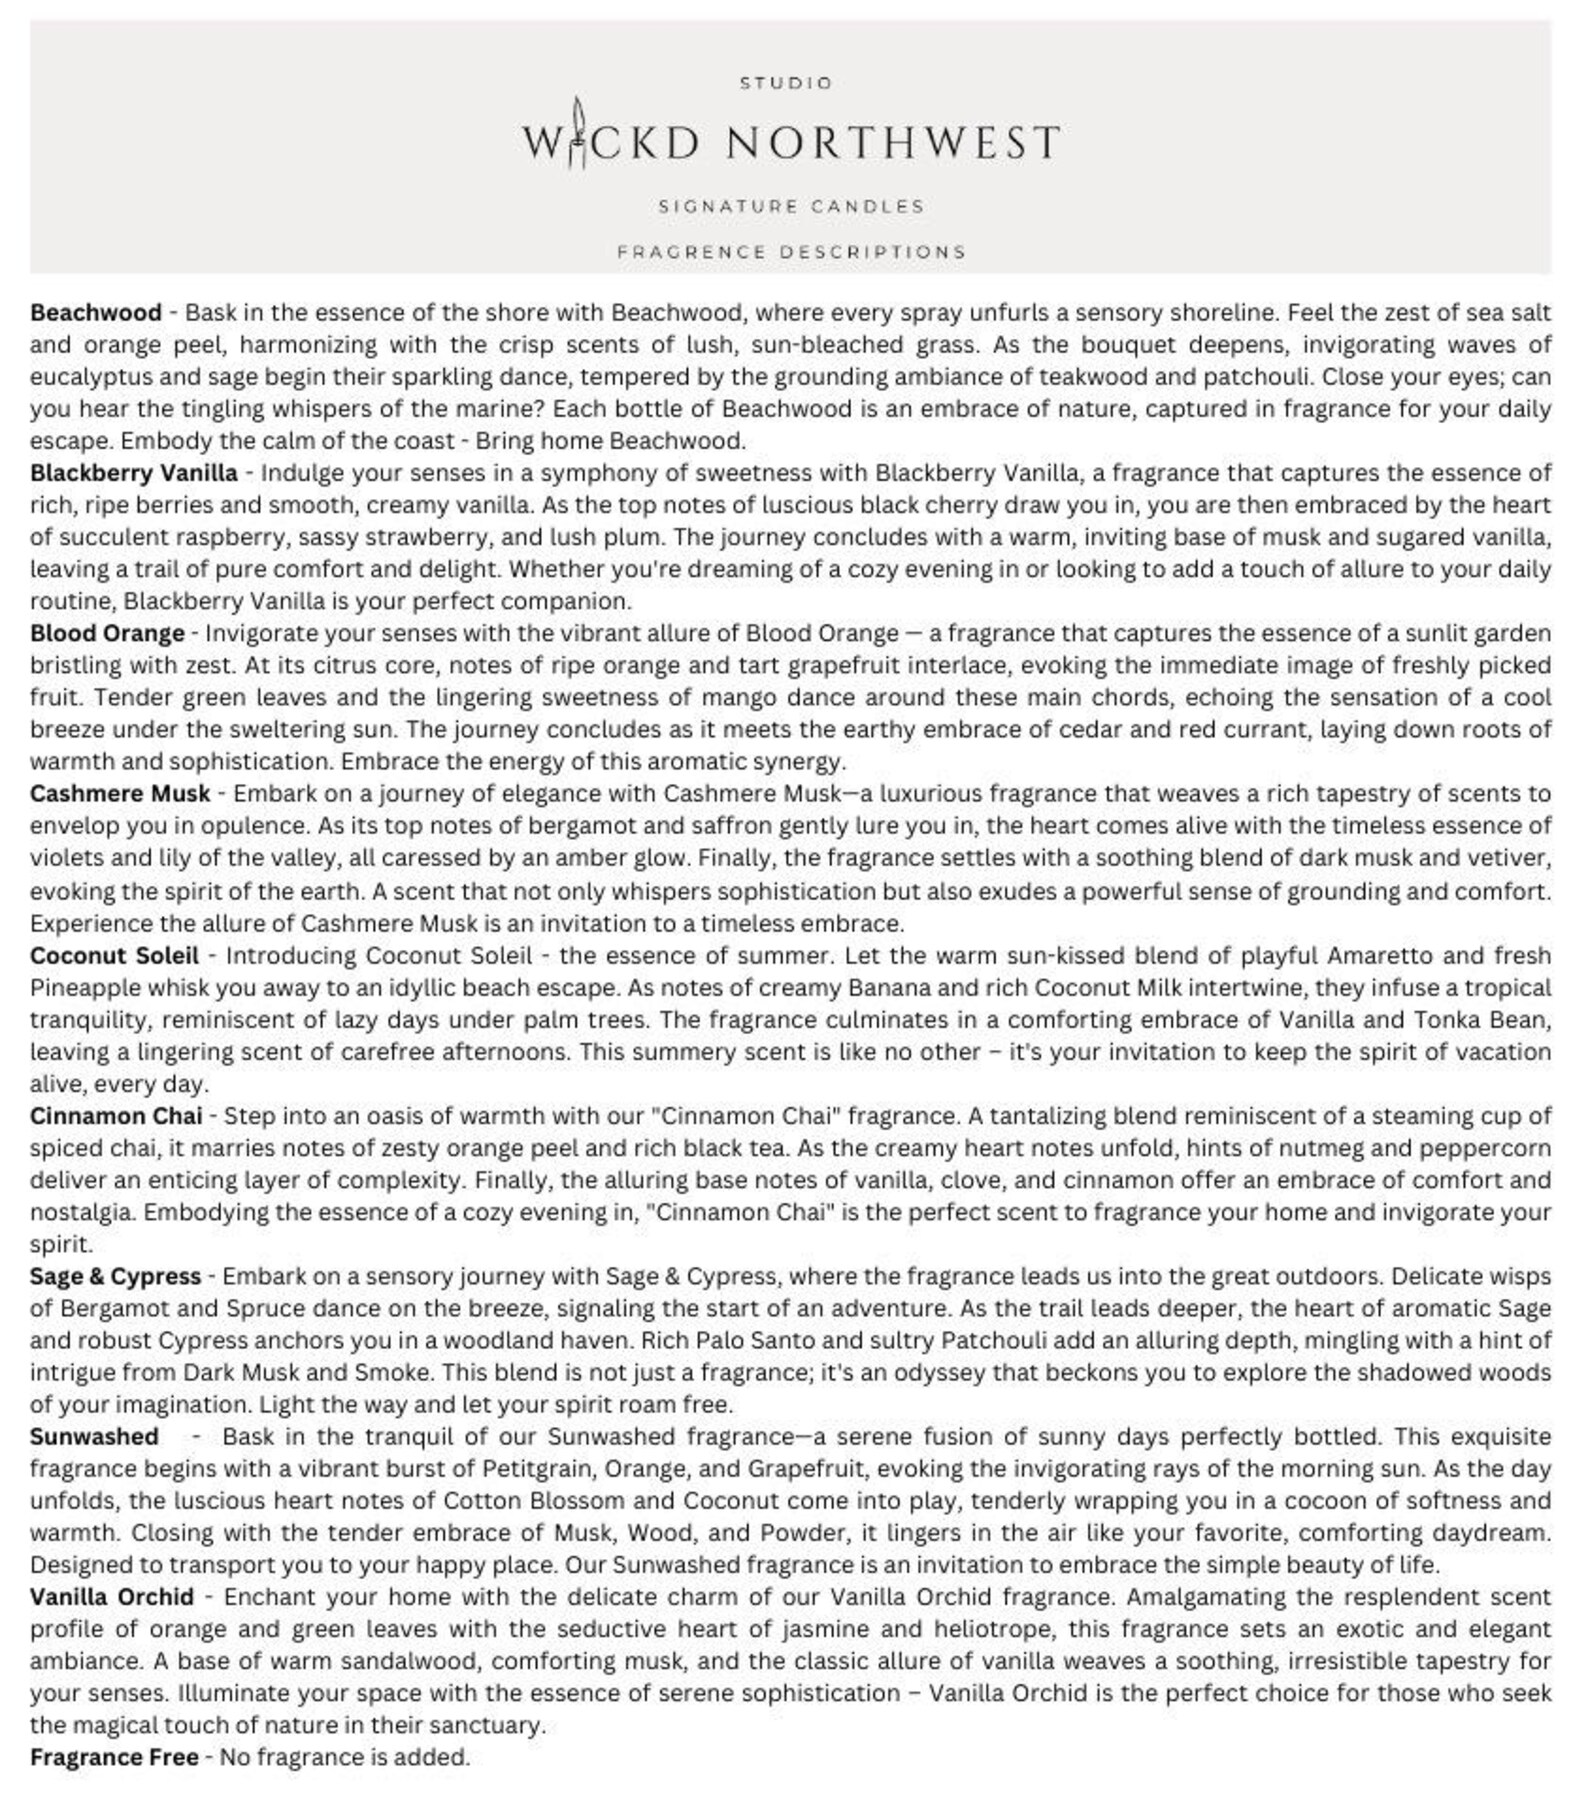 STUDIO
WICKD NORTHWEST
SIGNATURE CANDLES
FRAGRENCE DESCRIPTIONS
Beachwood - Bask in the essence of the shore with Beachwood, where every spray unfurls a sensory shoreline. Feel the zest of sea salt
and orange peel, harmonizing with the crisp scents of lush, sun-bleached grass. As the bouquet deepens, invigorating waves of
eucalyptus and sage begin their sparkling dance, tempered by the grounding ambiance of teakwood and patchouli. Close your eyes; can
you hear the tingling whispers of the marine? Each bottle of Beachwood is an embrace of nature, captured in fragrance for your daily
escape. Embody the calm of the coast - Bring home Beachwood.
Blackberry Vanilla - Indulge your senses in a symphony of sweetness with Blackberry Vanilla, a fragrance that captures the essence of
rich, ripe berries and smooth, creamy vanilla. As the top notes of luscious black cherry draw you in, you are then embraced by the heart
of succulent raspberry, sassy strawberry, and lush plum. The journey concludes with a warm, inviting base of musk and sugared vanilla,
leaving a trail of pure comfort and delight. Whether you're dreaming of a cozy evening in or looking to add a touch of allure to your daily
routine, Blackberry Vanilla is your perfect companion.
Blood Orange - Invigorate your senses with the vibrant allure of Blood Orange — a fragrance that captures the essence of a sunlit garden
bristling with zest. At its citrus core, notes of ripe orange and tart grapefruit interlace, evoking the immediate image of freshly picked
fruit. Tender green leaves and the lingering sweetness of mango dance around these main chords, echoing the sensation of a cool
breeze under the sweltering sun. The journey concludes as it meets the earthy embrace of cedar and red currant, laying down roots of
warmth and sophistication. Embrace the energy of this aromatic synergy.
Cashmere Musk - Embark on a journey of elegance with Cashmere Musk—a luxurious fragrance that weaves a rich tapestry of scents to
envelop you in opulence. As its top notes of bergamot and saffron gently lure you in, the heart comes alive with the timeless essence of
violets and lily of the valley, all caressed by an amber glow. Finally, the fragrance settles with a soothing blend of dark musk and vetiver,
evoking the spirit of the earth. A scent that not only whispers sophistication but also exudes a powerful sense of grounding and comfort.
Experience the allure of Cashmere Musk is an invitation to a timeless embrace.
Coconut Soleil - Introducing Coconut Soleil - the essence of summer. Let the warm sun-kissed blend of playful Amaretto and fresh
Pineapple whisk you away to an idyllic beach escape. As notes of creamy Banana and rich Coconut Milk intertwine, they infuse a tropical
tranquility, reminiscent of lazy days under palm trees. The fragrance culminates in a comforting embrace of Vanilla and Tonka Bean,
leaving a lingering scent of carefree afternoons. This summery scent is like no other – it's your invitation to keep the spirit of vacation
alive, every day.
Cinnamon Chai - Step into an oasis of warmth with our "Cinnamon Chai" fragrance. A tantalizing blend reminiscent of a steaming cup of
spiced chai, it marries notes of zesty orange peel and rich black tea. As the creamy heart notes unfold, hints of nutmeg and peppercorn
deliver an enticing layer of complexity. Finally, the alluring base notes of vanilla, clove, and cinnamon offer an embrace of comfort and
nostalgia. Embodying the essence of a cozy evening in, "Cinnamon Chai" is the perfect scent to fragrance your home and invigorate your
spirit.
Sage & Cypress - Embark on a sensory journey with Sage & Cypress, where the fragrance leads us into the great outdoors. Delicate wisps
of Bergamot and Spruce dance on the breeze, signaling the start of an adventure. As the trail leads deeper, the heart of aromatic Sage
and robust Cypress anchors you in a woodland haven. Rich Palo Santo and sultry Patchouli add an alluring depth, mingling with a hint of
intrigue from Dark Musk and Smoke. This blend is not just a fragrance; it's an odyssey that beckons you to explore the shadowed woods
of your imagination. Light the way and let your spirit roam free.
Sunwashed - Bask in the tranquil of our Sunwashed fragrance—a serene fusion of sunny days perfectly bottled. This exquisite
fragrance begins with a vibrant burst of Petitgrain, Orange, and Grapefruit, evoking the invigorating rays of the morning sun. As the day
unfolds, the luscious heart notes of Cotton Blossom and Coconut come into play, tenderly wrapping you in a cocoon of softness and
warmth. Closing with the tender embrace of Musk, Wood, and Powder, it lingers in the air like your favorite, comforting daydream.
Designed to transport you to your happy place. Our Sunwashed fragrance is an invitation to embrace the simple beauty of life.
Vanilla Orchid - Enchant your home with the delicate charm of our Vanilla Orchid fragrance. Amalgamating the resplendent scent
profile of orange and green leaves with the seductive heart of jasmine and heliotrope, this fragrance sets an exotic and elegant
ambiance. A base of warm sandalwood, comforting musk, and the classic allure of vanilla weaves a soothing, irresistible tapestry for
your senses. Illuminate your space with the essence of serene sophistication – Vanilla Orchid is the perfect choice for those who seek
the magical touch of nature in their sanctuary.
Fragrance Free - No fragrance is added.